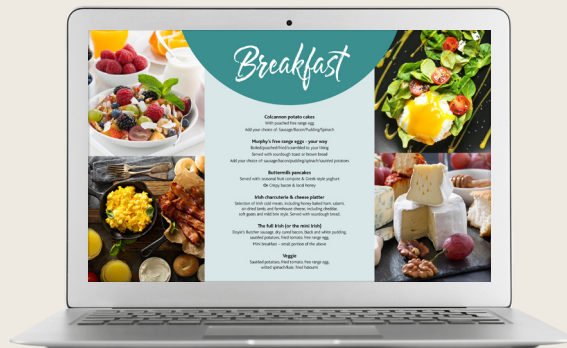 Breakfast
Colcannon potato cakes
With poached free range egg
Add your choice of: Sausage/Bacon/Pudding/Spinach
Murphy's free range eggs - your way
Boiled/poached/fried/scrambled to your liking
Served with sourdough toast or brown bread
Add your choice of: sausage/bacon/pudding/spinach/sautéed potatoes
Buttermilk pancakes
Served with seasonal fruit compote & Greek-style yoghurt
OR Crispy bacon & local honey
Irish charcuterie & cheese platter
Selection of Irish cold meats, including honey baked ham, salami,
air-dried lamb and farmhouse cheese, including cheddar,
soft goats and mild brie style. Served with sourdough bread.
The full Irish (or the mini Irish)
Doyle's Butcher sausage, dry cured bacon, black and white pudding,
sautéed potatoes, fried tomato, free range egg.
Mini breakfast - small portion of the above
Veggie
Sautéed potatoes, fried tomato, free range egg,
wilted spinach/kale, fried halloumi